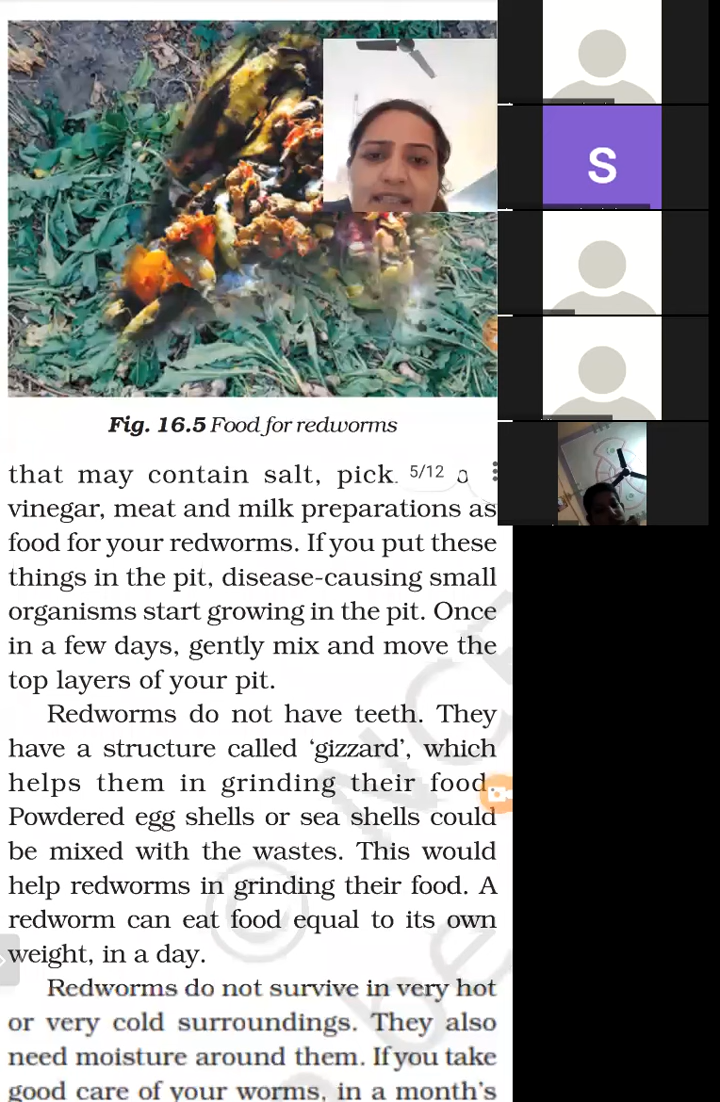 S
Fig. 16.5 Food for redworms
that may contain salt, pick
5/12
vinegar, meat and milk preparations as
food for your redworms. If you put these
things in the pit, disease-causing small
organisms start growing in the pit. Once
in a few days, gently mix and move the
top layers of your pit.
Redworms do not have teeth. They
have a structure called ‘gizzard’, which
helps them in grinding their food.
Powdered egg shells or sea shells could
be mixed with the wastes. This would
help redworms in grinding their food. A
redworm can eat food equal to its own
weight, in a day.
Redworms do not survive in very hot
or very cold surroundings. They also
need moisture around them. If you take
good care of your worms, in a month’s